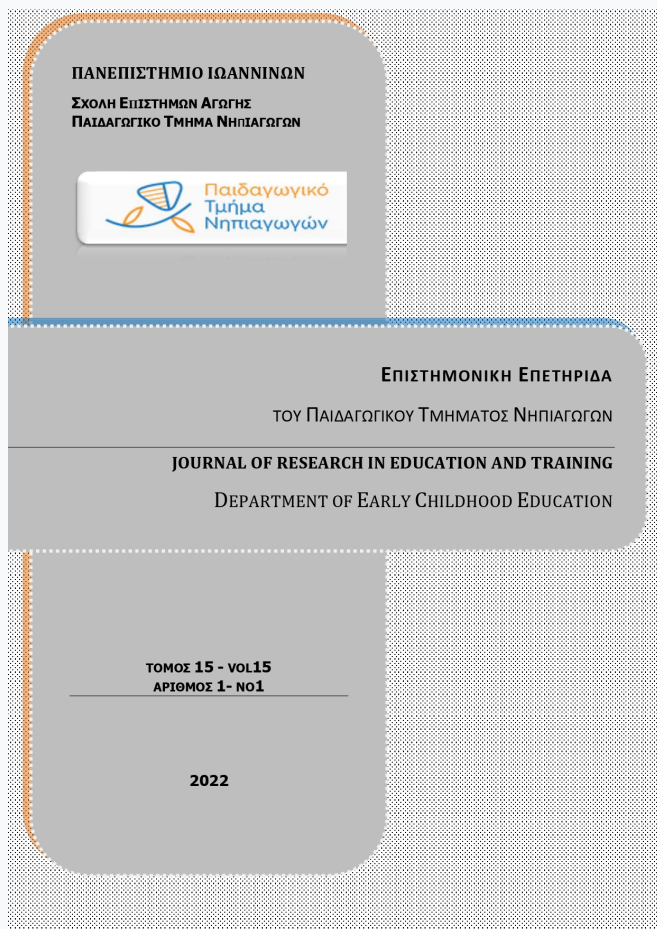 ΠΑΝΕΠΙΣΤΗΜΙΟ ΙΩΑΝΝΙΝΩΝ
ΣΧΟΛΗ ΕΠΙΣΤΗΜΩΝ ΑΓΩΓΗΣ
ΠΑΙΔΑΓΩΓΙΚΟ ΤΜΗΜΑ ΝΗΠΙΑΓΩΓΩΝ
Παιδαγωγικό
Τμήμα
Νηπιαγωγών
ΕΠΙΣΤΗΜΟΝΙΚΗ ΕΠΕΤΗΡΙΔΑ
ΤΟΥ ΠΑΙΔΑΓΩΓΙΚΟΥ ΤΜΗΜΑΤΟΣ ΝΗΠΙΑΓΩΓΩΝ
JOURNAL OF RESEARCH IN EDUCATION AND TRAINING
DEPARTMENT OF EARLY CHILDHOOD EDUCATION
ΤΟΜΟΣ 15 - VOL15
ΑΡΙΘΜΟΣ 1- NO1
2022